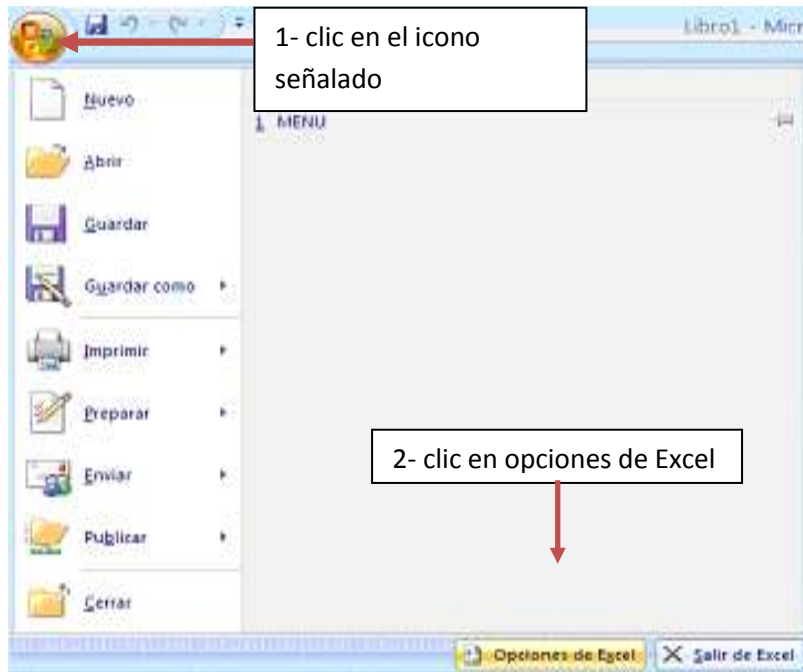 Libro1 - Micr
1- clic en el icono
señalado
Nuevo
1 MENU
Abrir
Guardar
Guardar como
Imprimir
Preparar
2- clic en opciones de Excel
Enviar
Publicar
Cerrar
Opciones de Excel
Salir de Excel